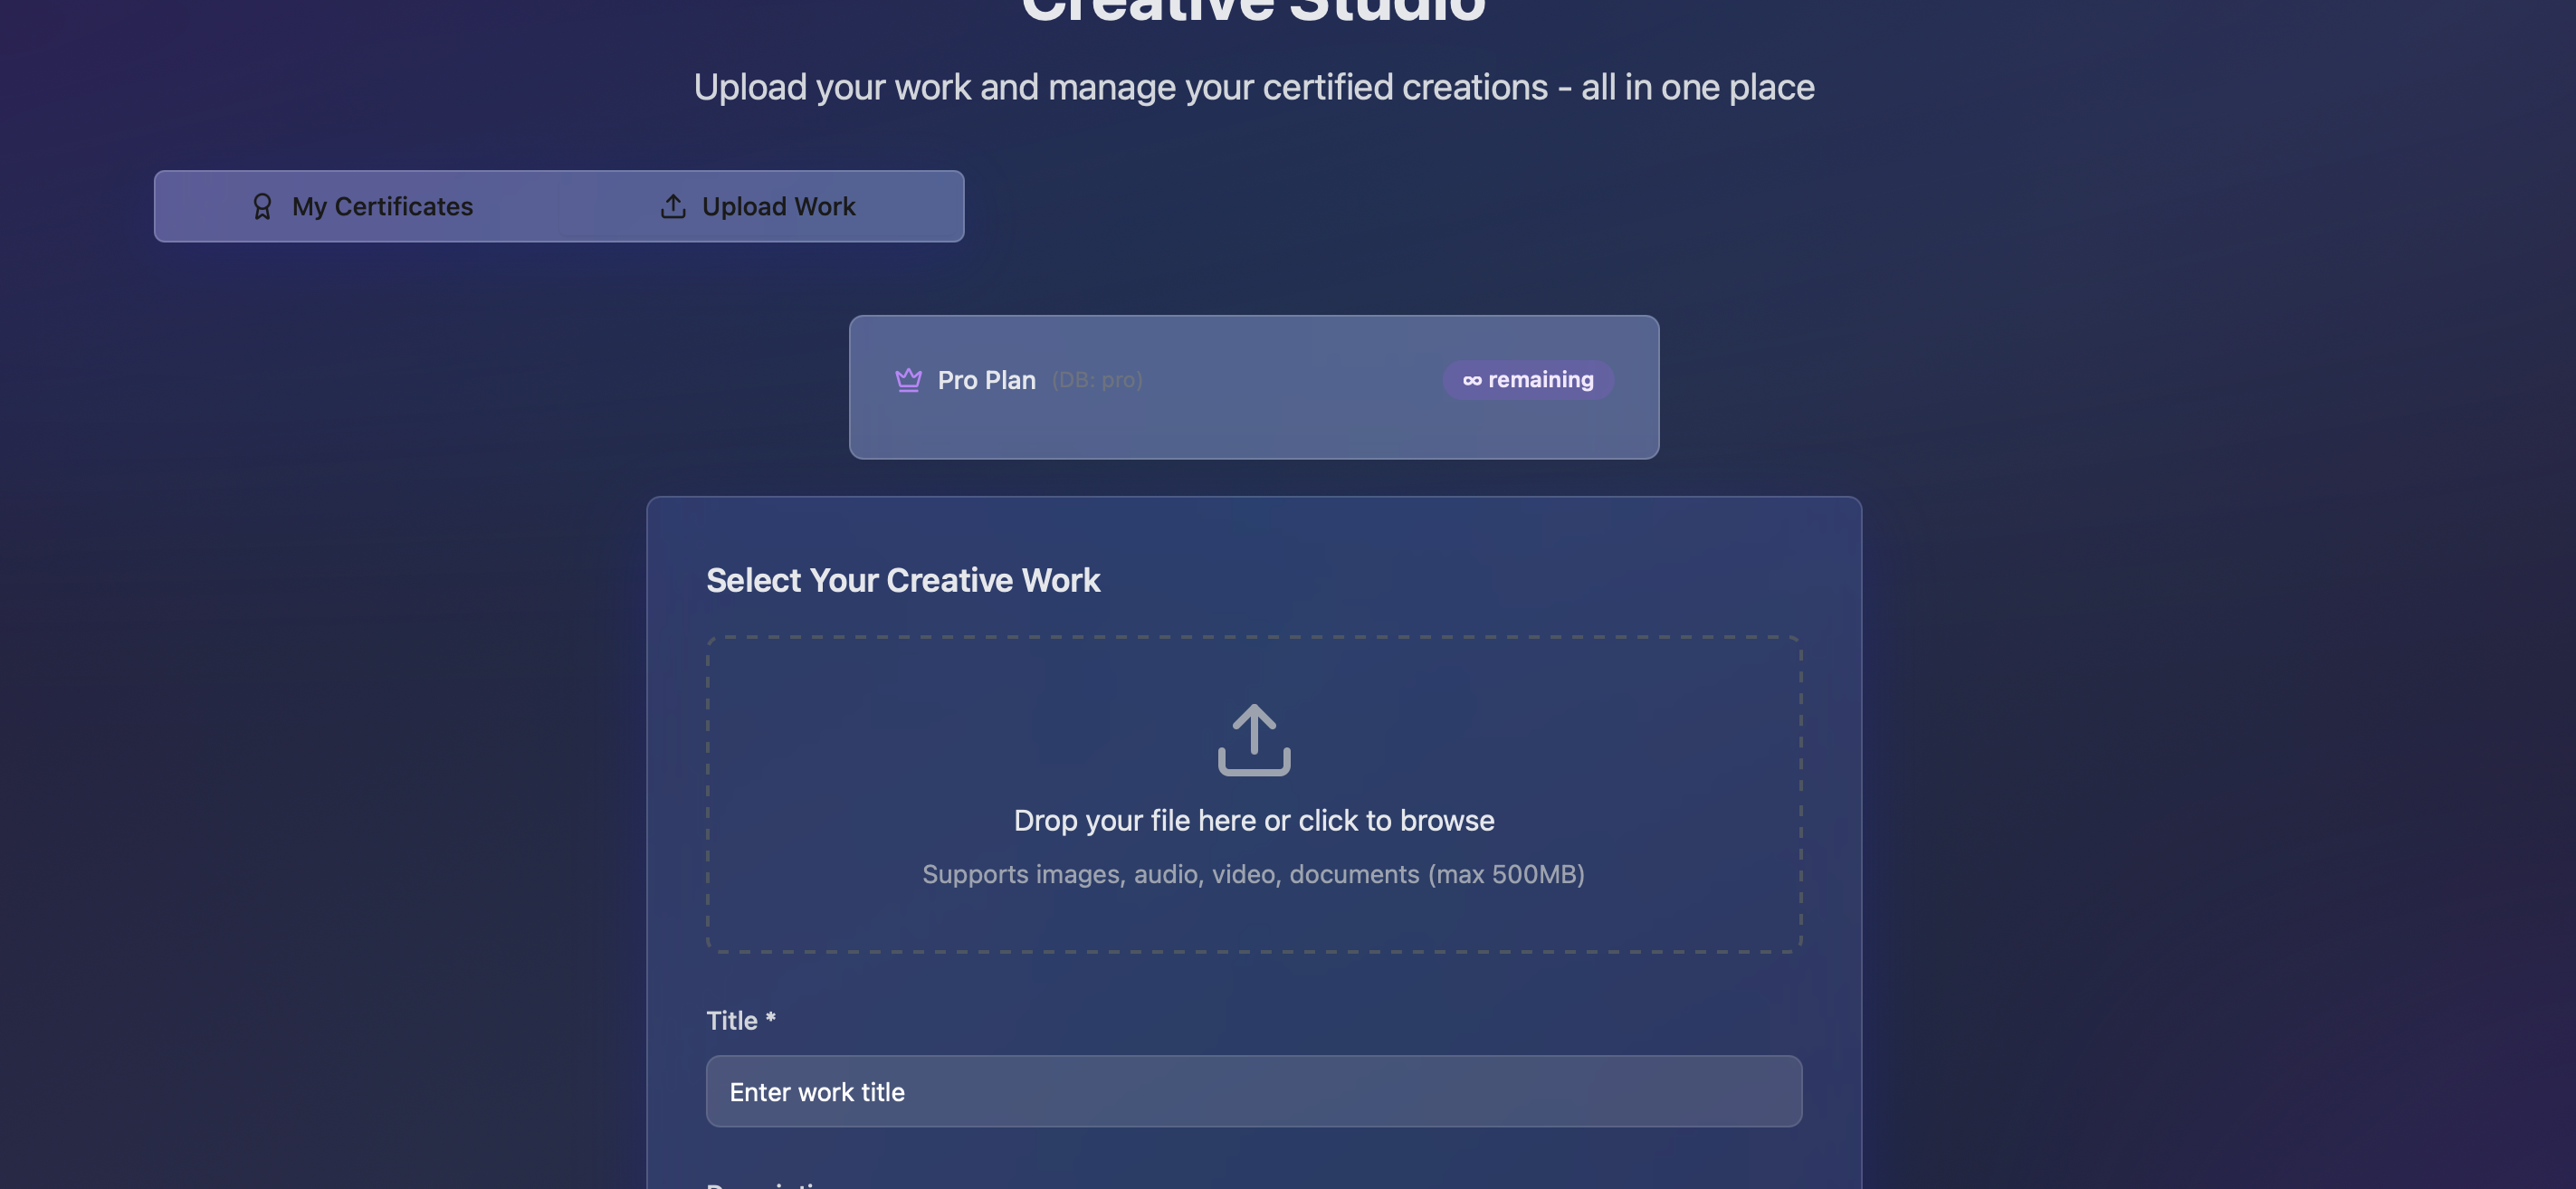 Creative Studio
Upload your work and manage your certified creations - all in one place
My Certificates
Upload Work
Pro Plan (DB: pro)
∞ remaining
Select Your Creative Work
Drop your file here or click to browse
Supports images, audio, video, documents (max 500MB)
Title *
Enter work title